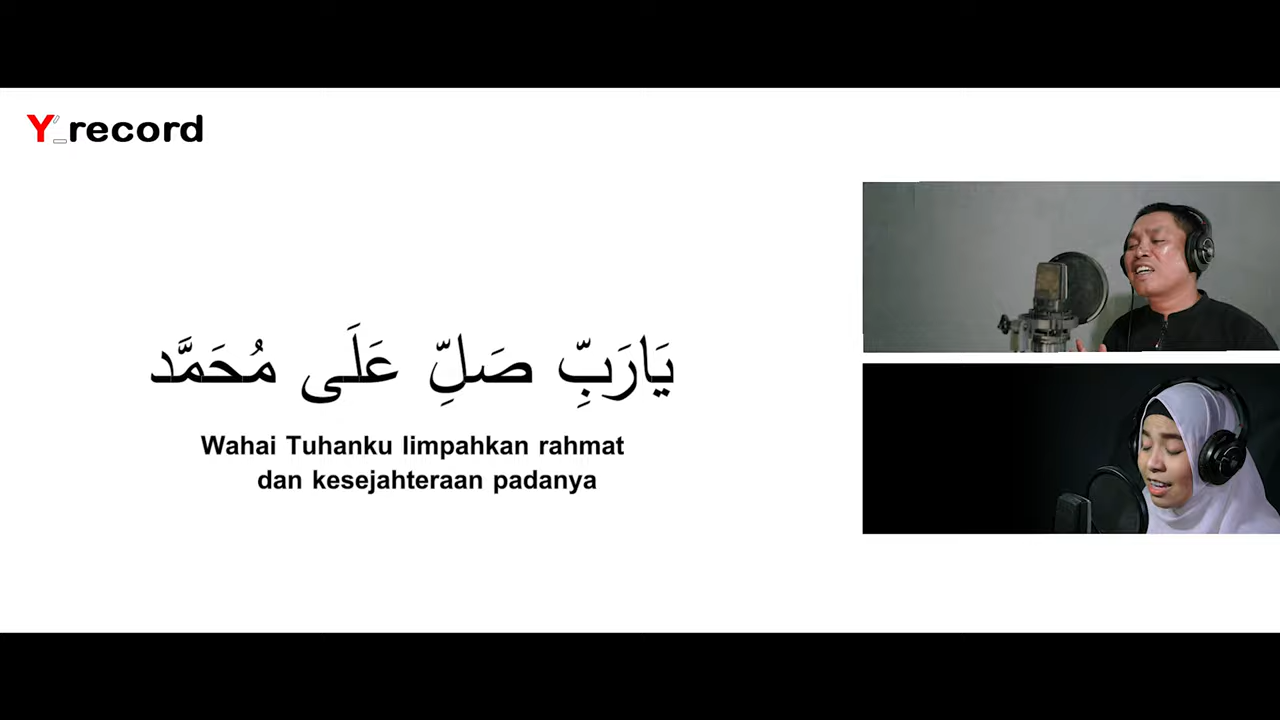 Y_record
يَارَبِّ صَلِّ عَلَى مُحَمَّد
Wahai Tuhanku limpahkan rahmat
dan kesejahteraan padanya